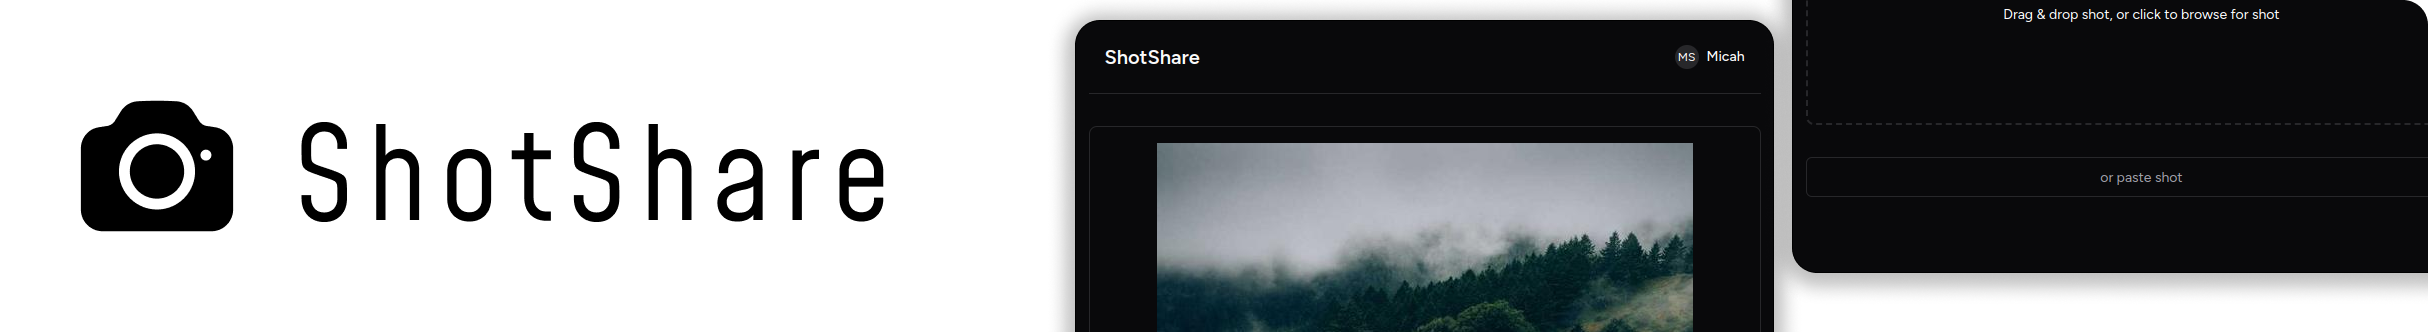 ShotShare
ShotShare
MS Micah
Drag & drop shot, or click to browse for shot
or paste shot